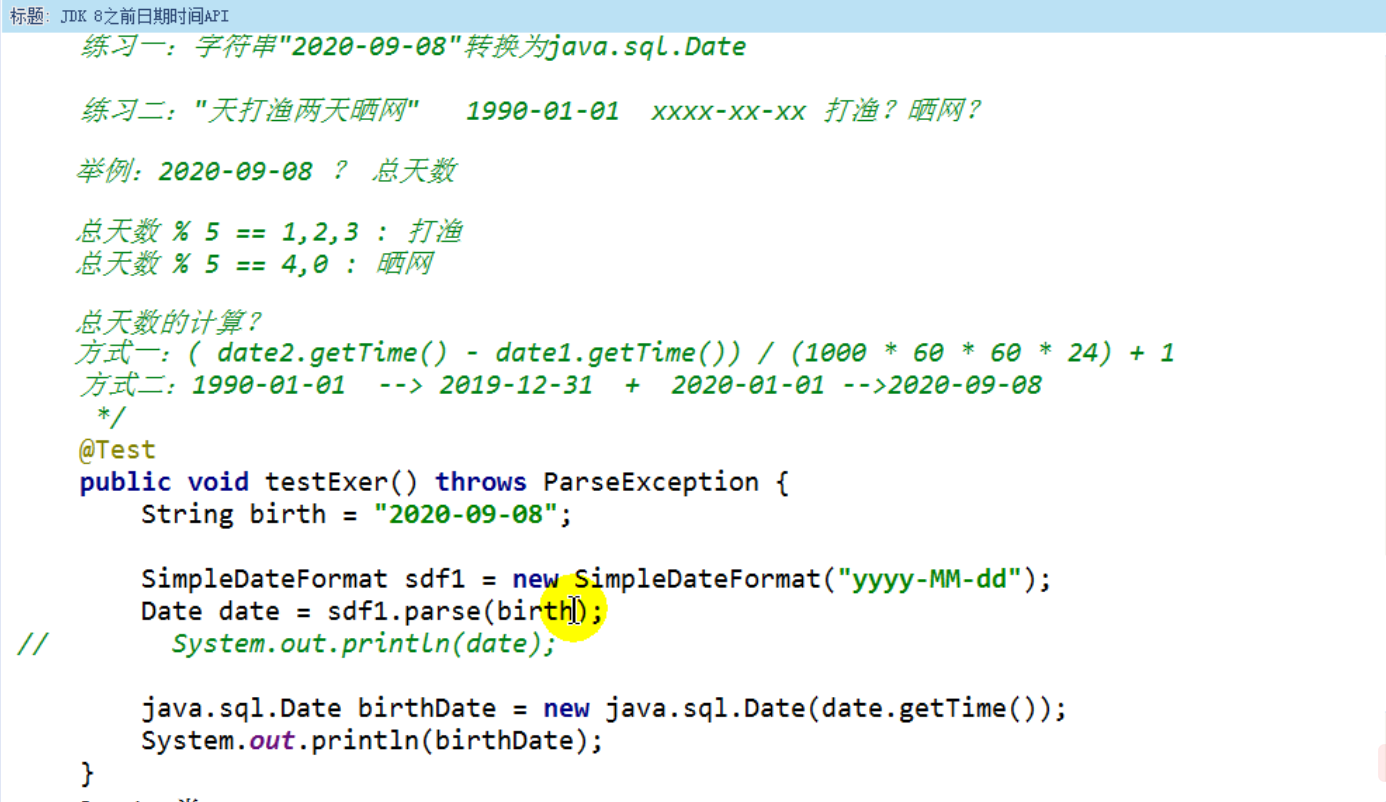 标题: JDK 8之前日期时间API
练习一：字符串"2020-09-08"转换为java.sql.Date
练习二："天打渔两天晒网" 1990-01-01 xxxx-xx-xx 打渔？晒网？
举例：2020-09-08 ？ 总天数
总天数 % 5 == 1,2,3 : 打渔
总天数 % 5 == 4,0 : 晒网
总天数的计算？
方式一：( date2.getTime() - date1.getTime()) / (1000 * 60 * 60 * 24) + 1
方式二：1990-01-01 --> 2019-12-31 + 2020-01-01 -->2020-09-08
*/
@Test
public void testExer() throws ParseException {
String birth = "2020-09-08";
SimpleDateFormat sdf1 = new SimpleDateFormat("yyyy-MM-dd");
Date date = sdf1.parse(birth);
// System.out.println(date);
java.sql.Date birthDate = new java.sql.Date(date.getTime());
System.out.println(birthDate);
}